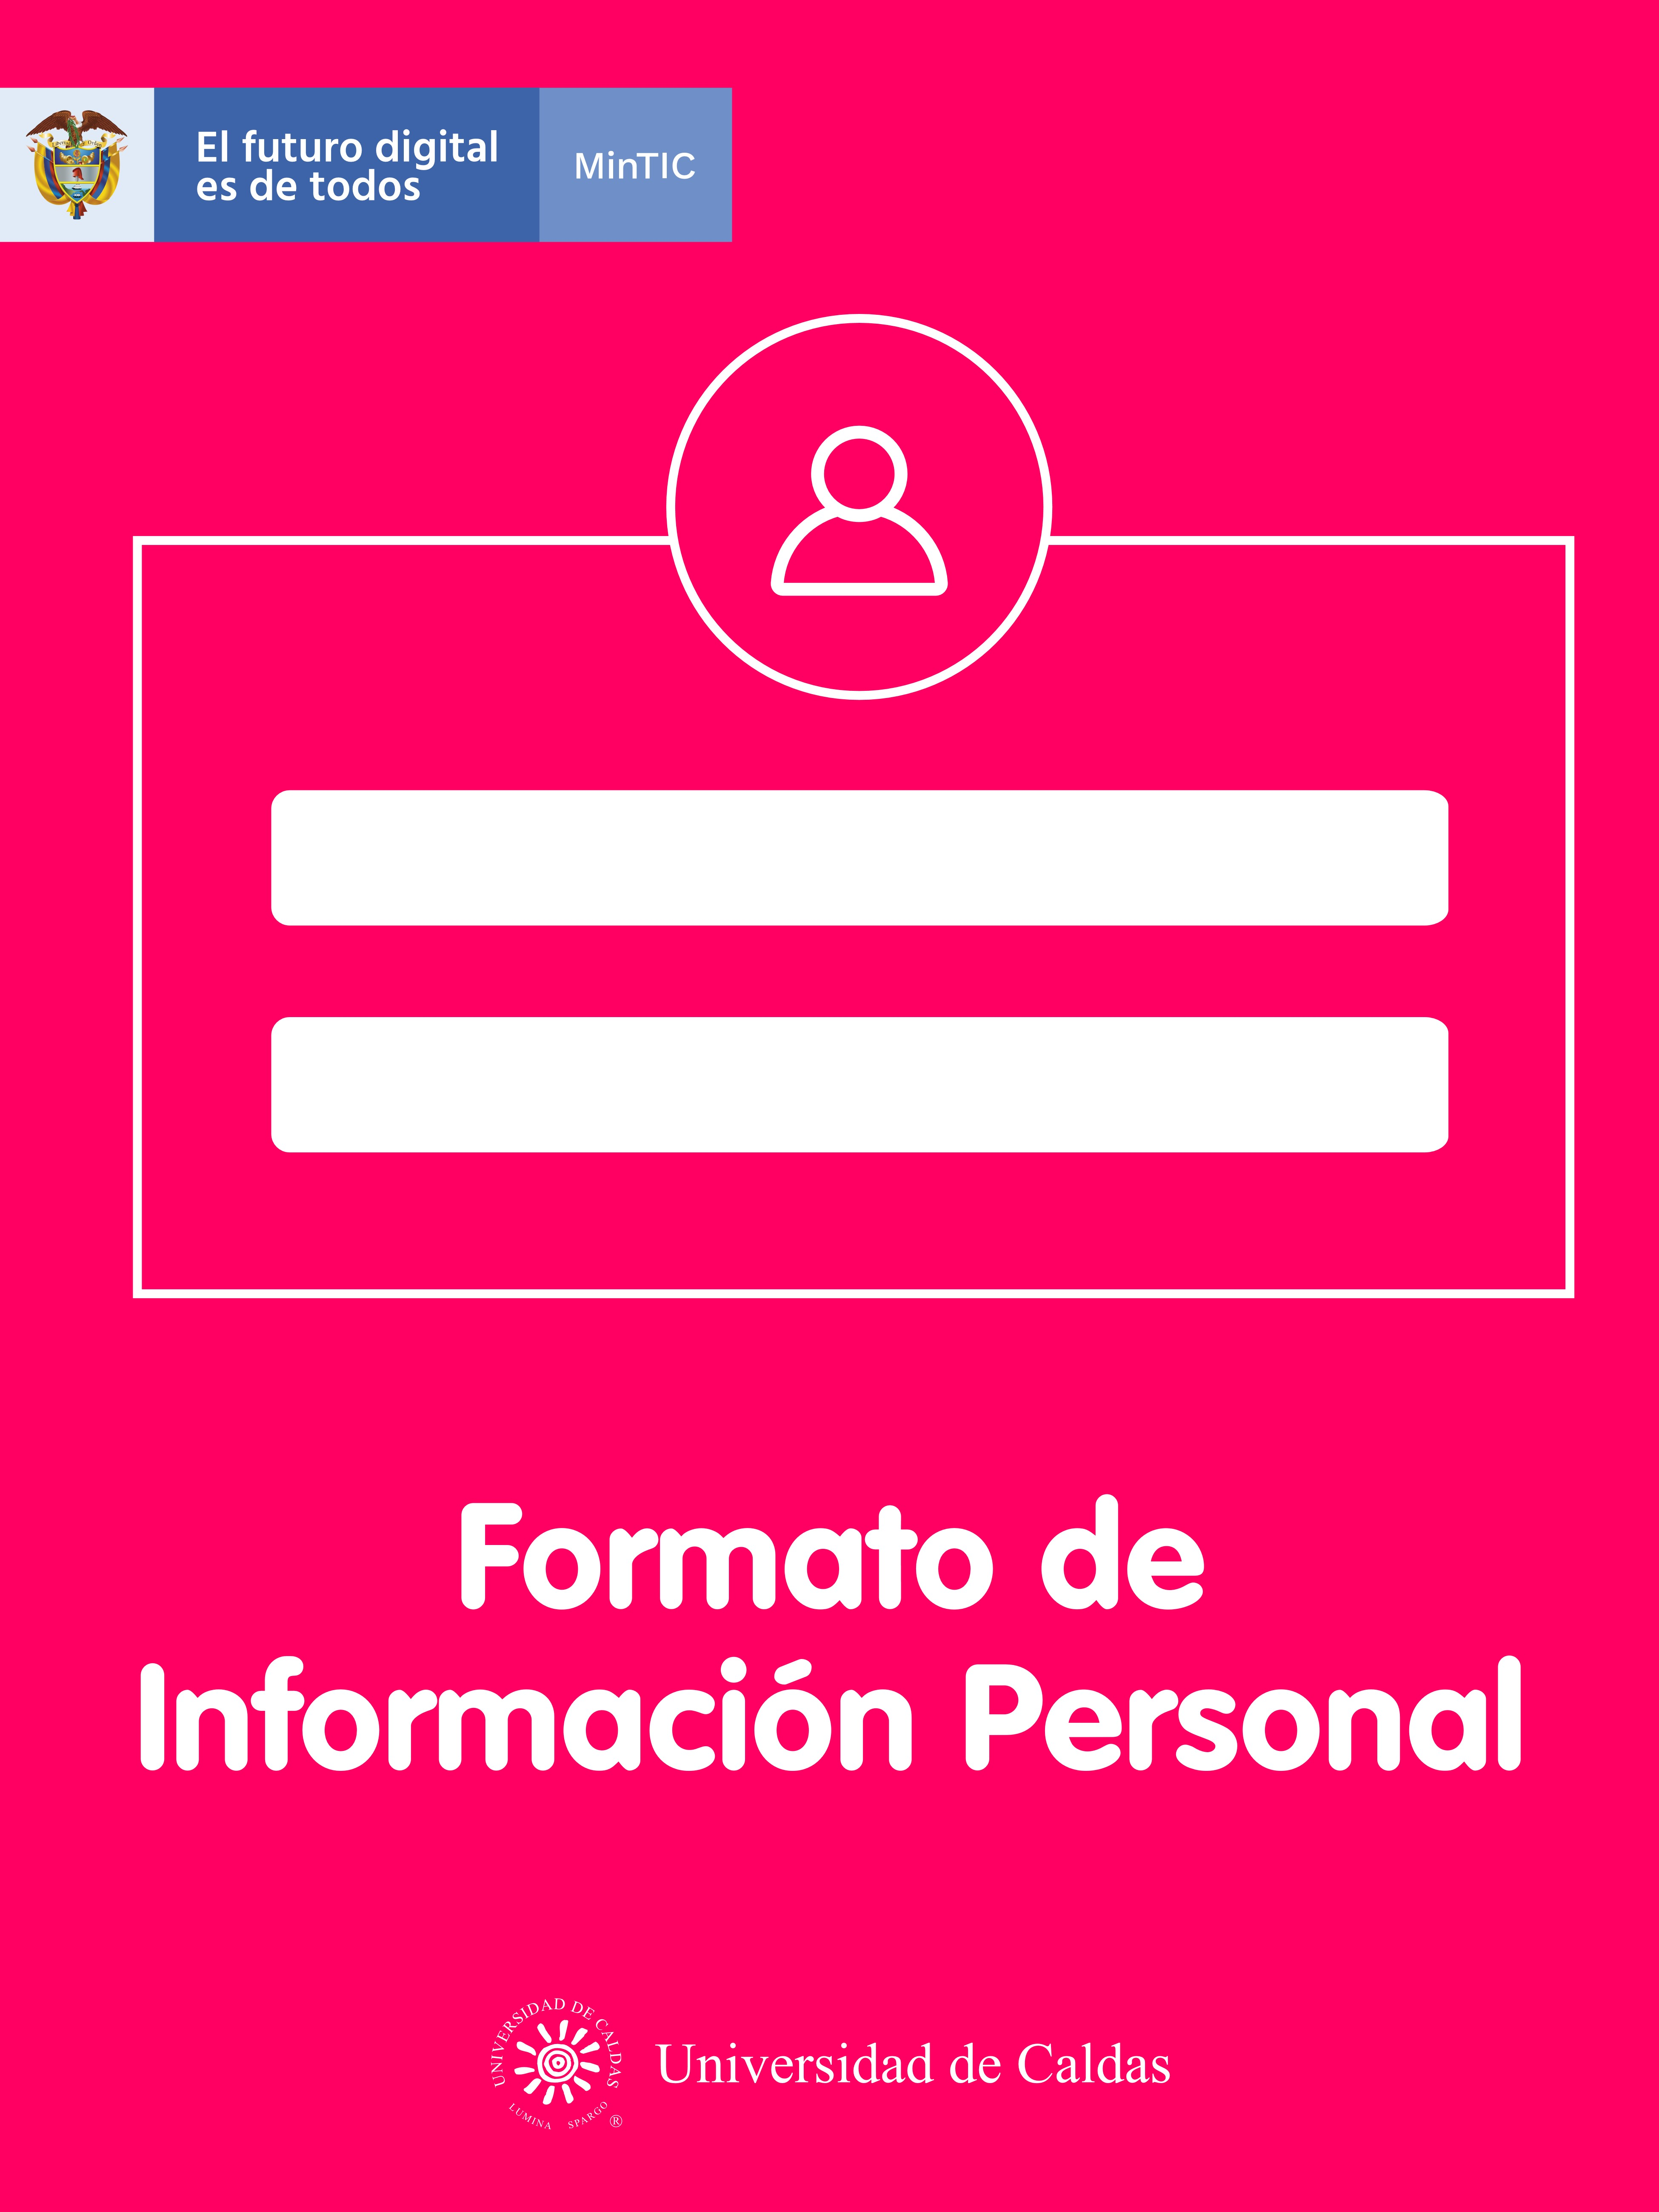 El futuro digital
es de todos
MinTIC
Formato de
Información Personal
UNIVERSIDAD DE CALDAS
LUMINA SPARGO
®
Universidad de Caldas